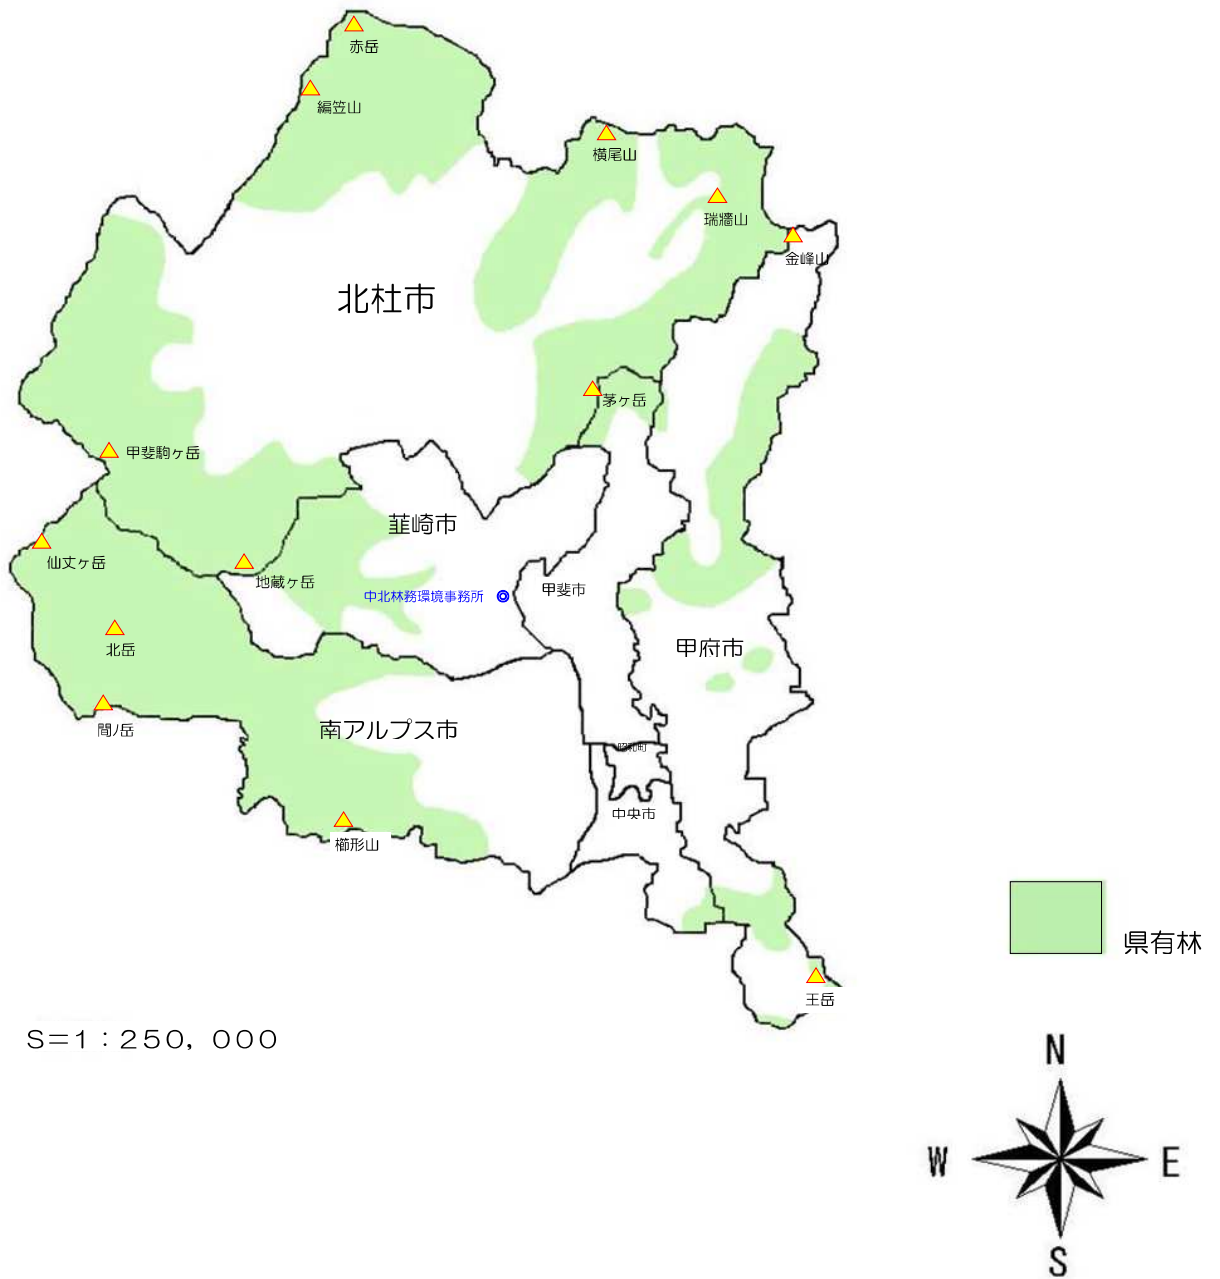 赤岳
編笠山
横尾山
瑞牆山
金峰山
北杜市
茅ヶ岳
甲斐駒ヶ岳
韮崎市
仙丈ヶ岳
地蔵ヶ岳
甲斐市
中北林務環境事務所
北岳
甲府市
間ノ岳
南アルプス市
昭和町
中央市
櫛形山
県有林
王岳
S=1：250，000
N
W
E
S